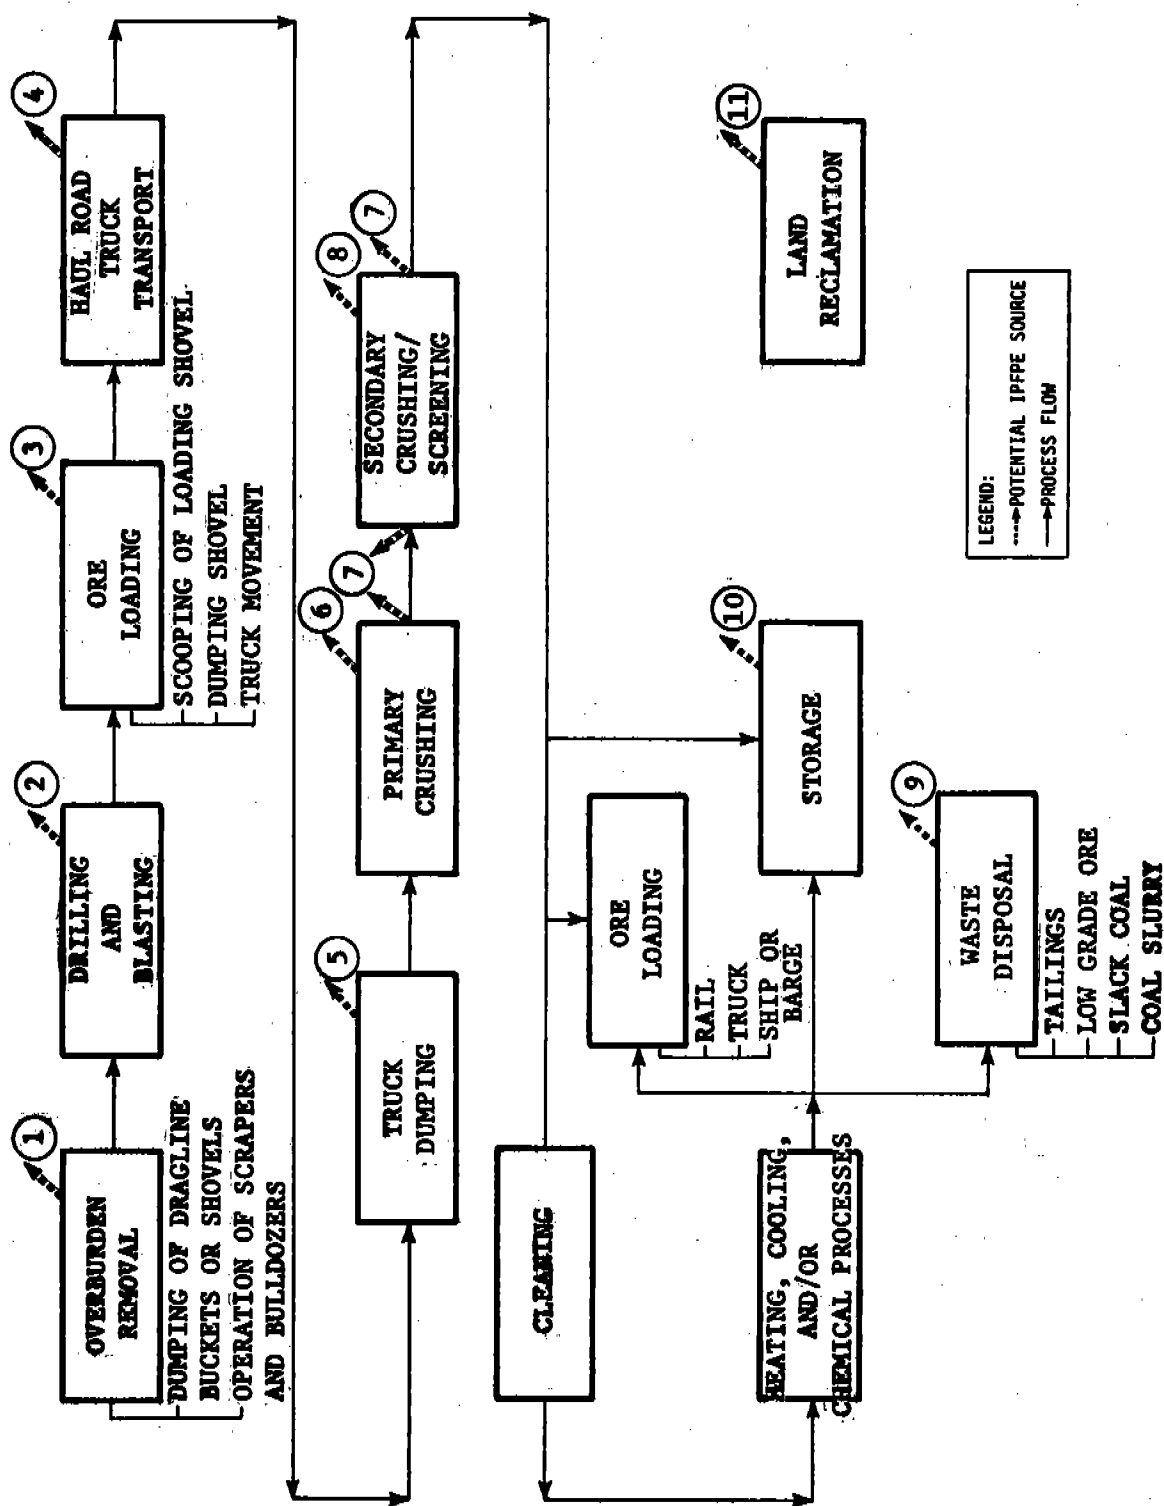 1
OVERBURDEN
REMOVAL
DUMPING OF DRAGLINE
BUCKETS OR SHOVELS
OPERATION OF SCRAPERS
AND BULLDOZERS
2
DRILLING
AND
BLASTING
3
ORE
LOADING
SCOOPING OF LOADING SHOVEL
DUMPING SHOVEL
TRUCK MOVEMENT
4
HAUL ROAD
TRUCK
TRANSPORT
5
TRUCK
DUMPING
6
PRIMARY
CRUSHING
7
8
7
SECONDARY
CRUSHING/
SCREENING
CLEANING
HEATING, COOLING,
AND/OR
CHEMICAL PROCESSES
ORE
LOADING
RAIL
TRUCK
SHIP OR
BARGE
10
STORAGE
9
WASTE
DISPOSAL
TAILINGS
LOW GRADE ORE
SLACK COAL
COAL SLURRY
11
LAND
RECLAMATION
LEGEND:
POTENTIAL IPFPE SOURCE
PROCESS FLOW